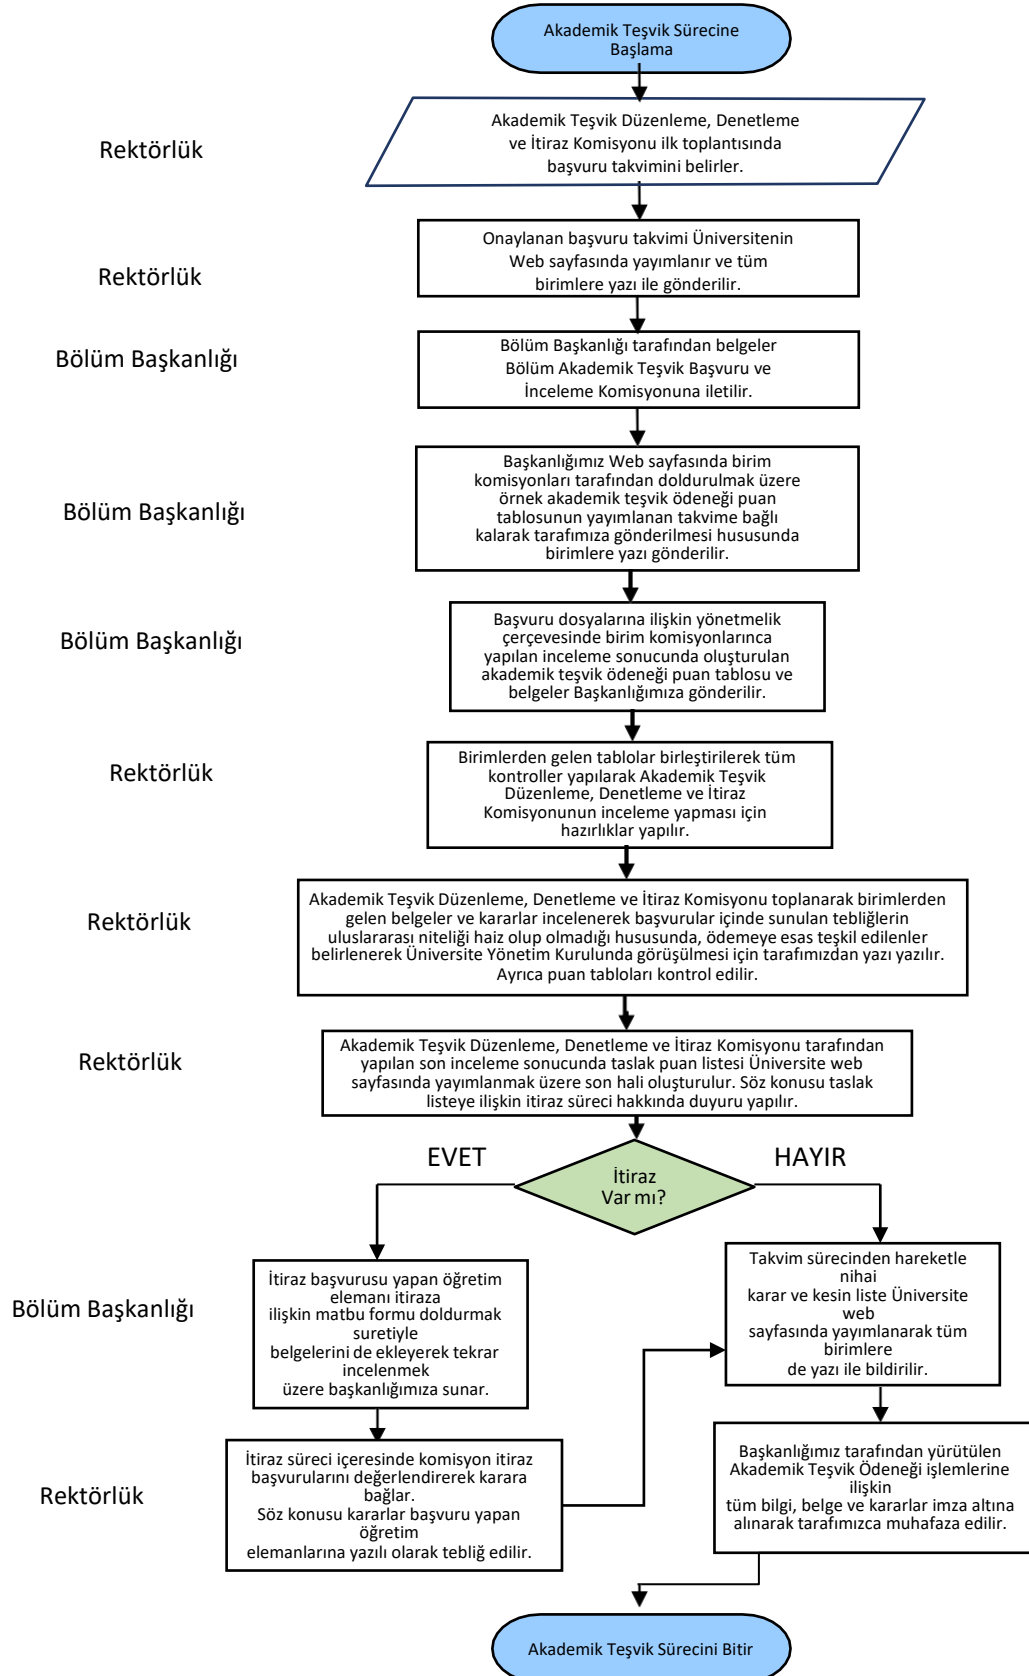 Akademik Teşvik Sürecine
Başlama
Rektörlük
Akademik Teşvik Düzenleme, Denetleme
ve İtiraz Komisyonu ilk toplantısında
başvuru takvimini belirler.
Rektörlük
Onaylanan başvuru takvimi Üniversitenin
Web sayfasında yayımlanır ve tüm
birimlere yazı ile gönderilir.
Bölüm Başkanlığı
Bölüm Başkanlığı tarafından belgeler
Bölüm Akademik Teşvik Başvuru ve
İnceleme Komisyonuna iletilir.
Bölüm Başkanlığı
Başkanlığımız Web sayfasında birim
komisyonları tarafından doldurulmak üzere
örnek akademik teşvik ödeneği puan
tablosunun yayımlanan takvime bağlı
kalarak tarafımıza gönderilmesi hususunda
birimlere yazı gönderilir.
Bölüm Başkanlığı
Başvuru dosyalarına ilişkin yönetmelik
çerçevesinde birim komisyonlarınca
yapılan inceleme sonucunda oluşturulan
akademik teşvik ödeneği puan tablosu ve
belgeler Başkanlığımıza gönderilir.
Rektörlük
Birimlerden gelen tablolar birleştirilerek tüm
kontroller yapılarak Akademik Teşvik
Düzenleme, Denetleme ve İtiraz
Komisyonunun inceleme yapması için
hazırlıklar yapılır.
Rektörlük
Akademik Teşvik Düzenleme, Denetleme ve İtiraz Komisyonu toplanarak birimlerden
gelen belgeler ve kararlar incelenerek başvurular içinde sunulan tebliğlerin
uluslararası niteliği haiz olup olmadığı hususunda, ödemeye esas teşkil edilenler
belirlenerek Üniversite Yönetim Kurulunda görüşülmesi için tarafımızdan yazı yazılır.
Ayrıca puan tabloları kontrol edilir.
Rektörlük
Akademik Teşvik Düzenleme, Denetleme ve İtiraz Komisyonu tarafından
yapılan son inceleme sonucunda taslak puan listesi Üniversite web
sayfasında yayımlanmak üzere son hali oluşturulur. Söz konusu taslak
listeye ilişkin itiraz süreci hakkında duyuru yapılır.
EVET
İtiraz
Var mı?
HAYIR
Bölüm Başkanlığı
İtiraz başvurusu yapan öğretim
elemanı itiraza
ilişkin matbu formu doldurmak
suretiyle
belgelerini de ekleyerek tekrar
incelenmek
üzere başkanlığımıza sunar.
Takvim sürecinden hareketle
nihai
karar ve kesin liste Üniversite
web
sayfasında yayımlanarak tüm
birimlere
de yazı ile bildirilir.
Rektörlük
İtiraz süreci içeresinde komisyon itiraz
başvurularını değerlendirerek karara
bağlar.
Söz konusu kararlar başvuru yapan
öğretim
elemanlarına yazılı olarak tebliğ edilir.
Başkanlığımız tarafından yürütülen
Akademik Teşvik Ödeneği işlemlerine
ilişkin
tüm bilgi, belge ve kararlar imza altına
alınarak tarafımızca muhafaza edilir.
Akademik Teşvik Sürecini Bitir